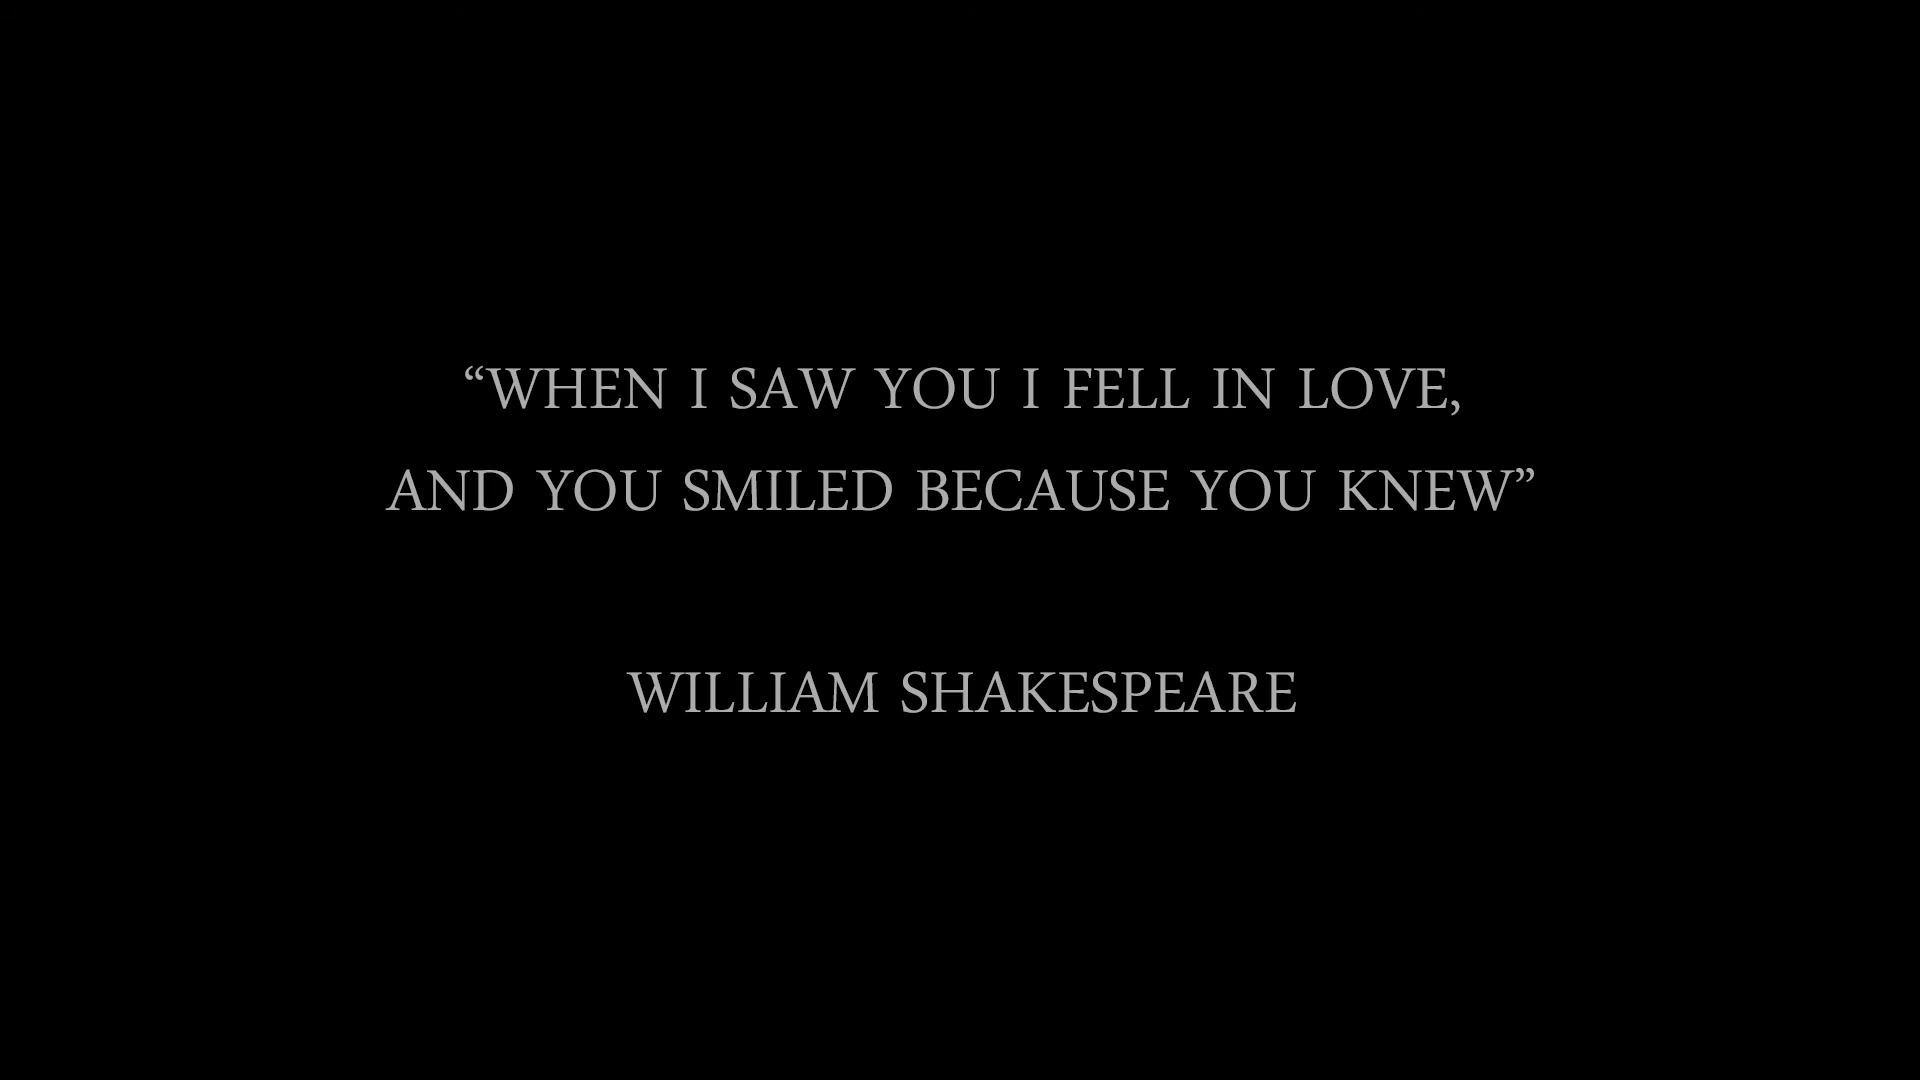 “WHEN I SAW YOU I FELL IN LOVE,
AND YOU SMILED BECAUSE YOU KNEW”
WILLIAM SHAKESPEARE